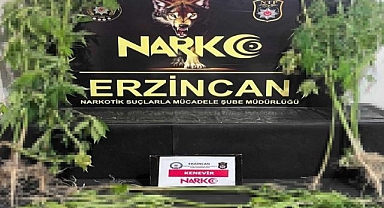 NARKO
ERZİNCAN
NARKOTİK SUÇLARLA MÜCADELE ŞUBE MÜDÜRLÜĞÜ
ERZİNCAN
KENEVİR
NARKO